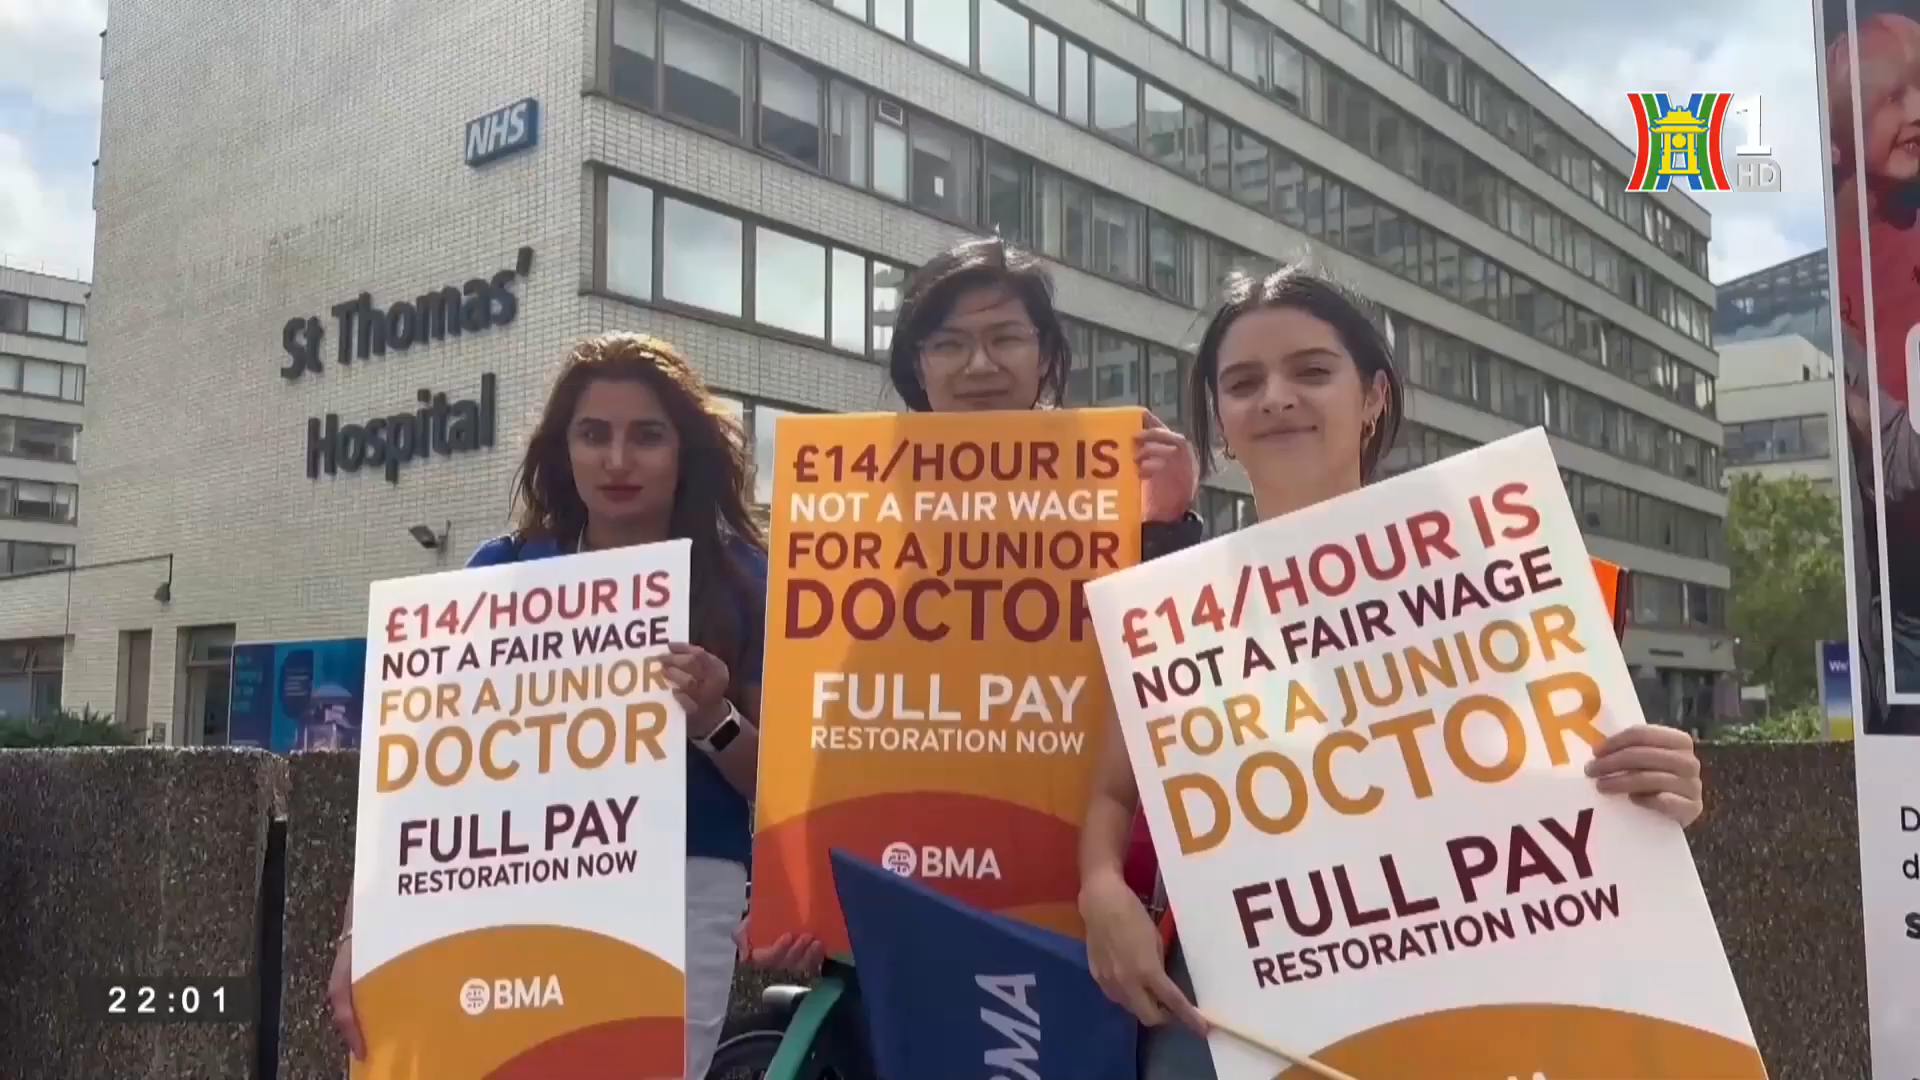 1
HD
NHS
St Thomas'
Hospital
£14/HOUR IS
NOT A FAIR WAGE
FOR A JUNIOR
DOCTOR
FULL PAY
RESTORATION NOW
BMA
£14/HOUR IS
NOT A FAIR WAGE
FOR A JUNIOR
DOCTOR
FULL PAY
RESTORATION NOW
BMA
£14/HOUR IS
NOT A FAIR WAGE
FOR A JUNIOR
DOCTOR
FULL PAY
RESTORATION NOW
BMA
22:01